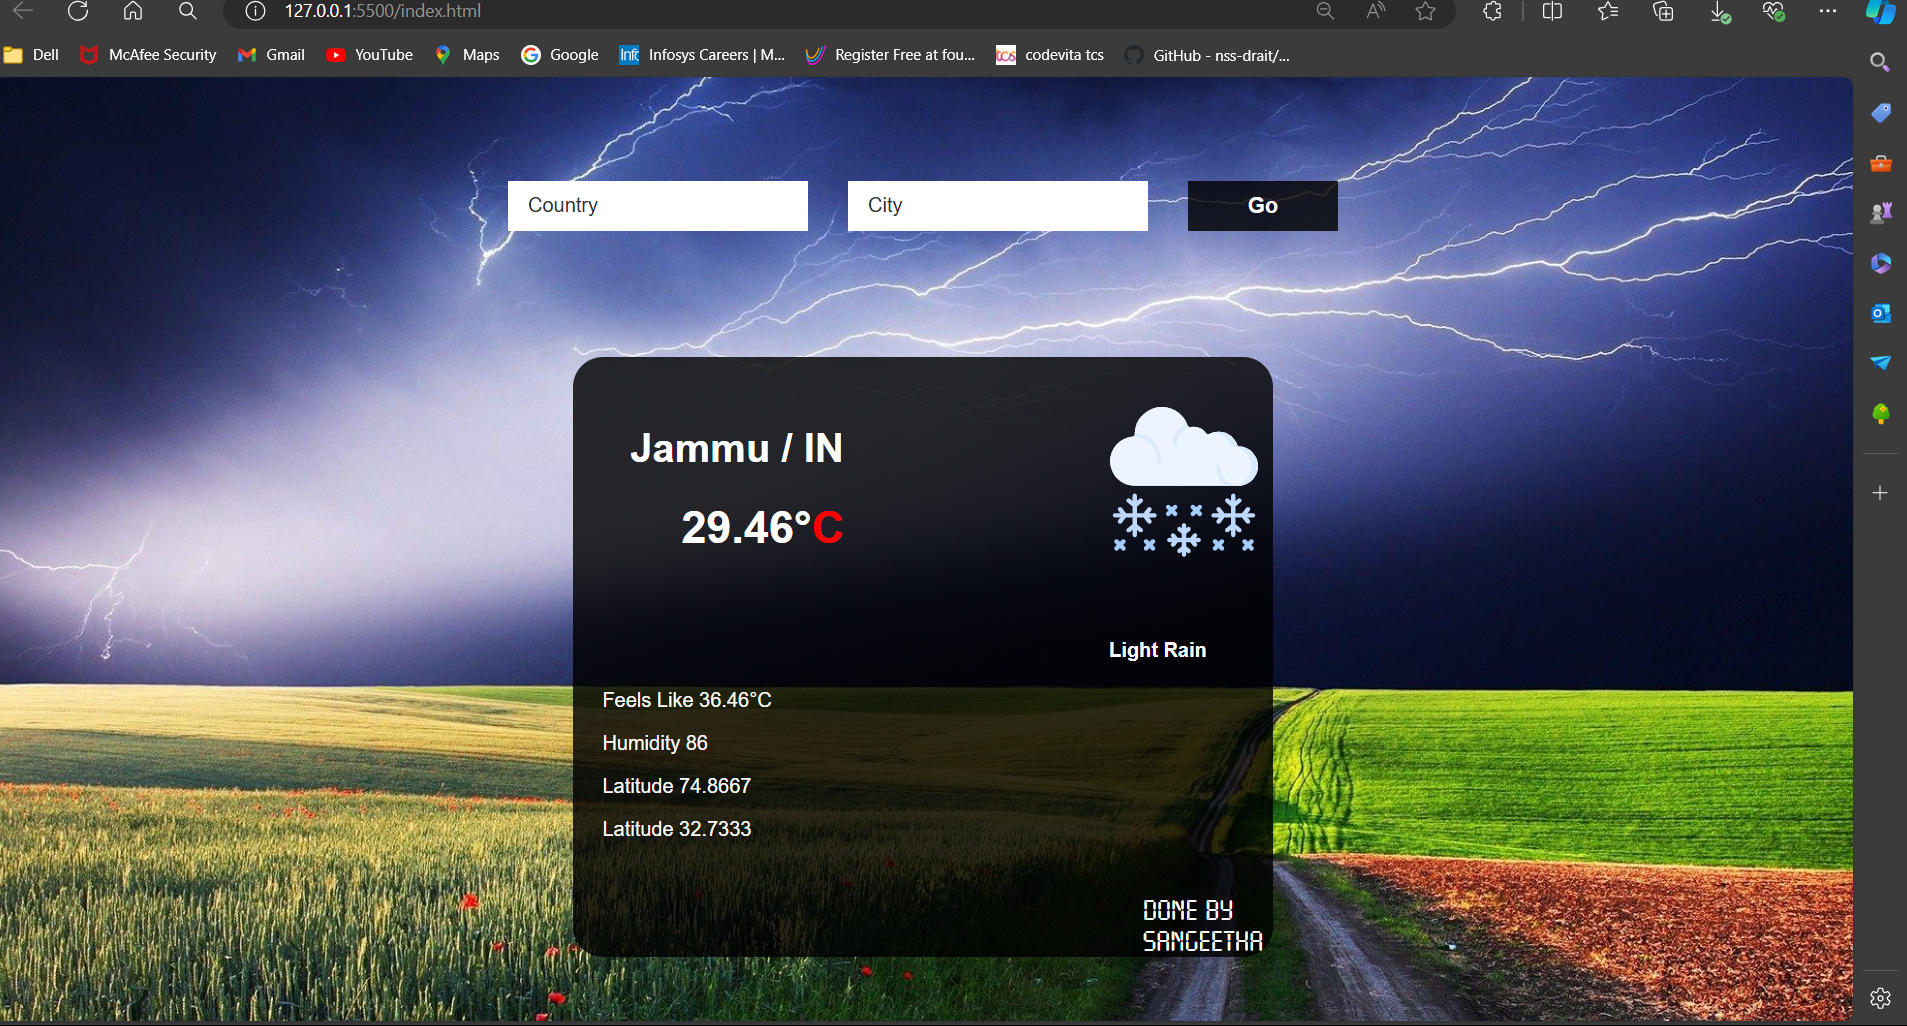 127.0.0.1:5500/index.html
Dell McAfee Security Gmail YouTube Maps Google Infosys Careers | M... Register Free at fou... tcs codevita tcs GitHub - nss-drait/...
Country City Go
Jammu / IN
29.46°C
Light Rain
Feels Like 36.46°C
Humidity 86
Latitude 74.8667
Latitude 32.7333
DONE BY
SANGEETHA